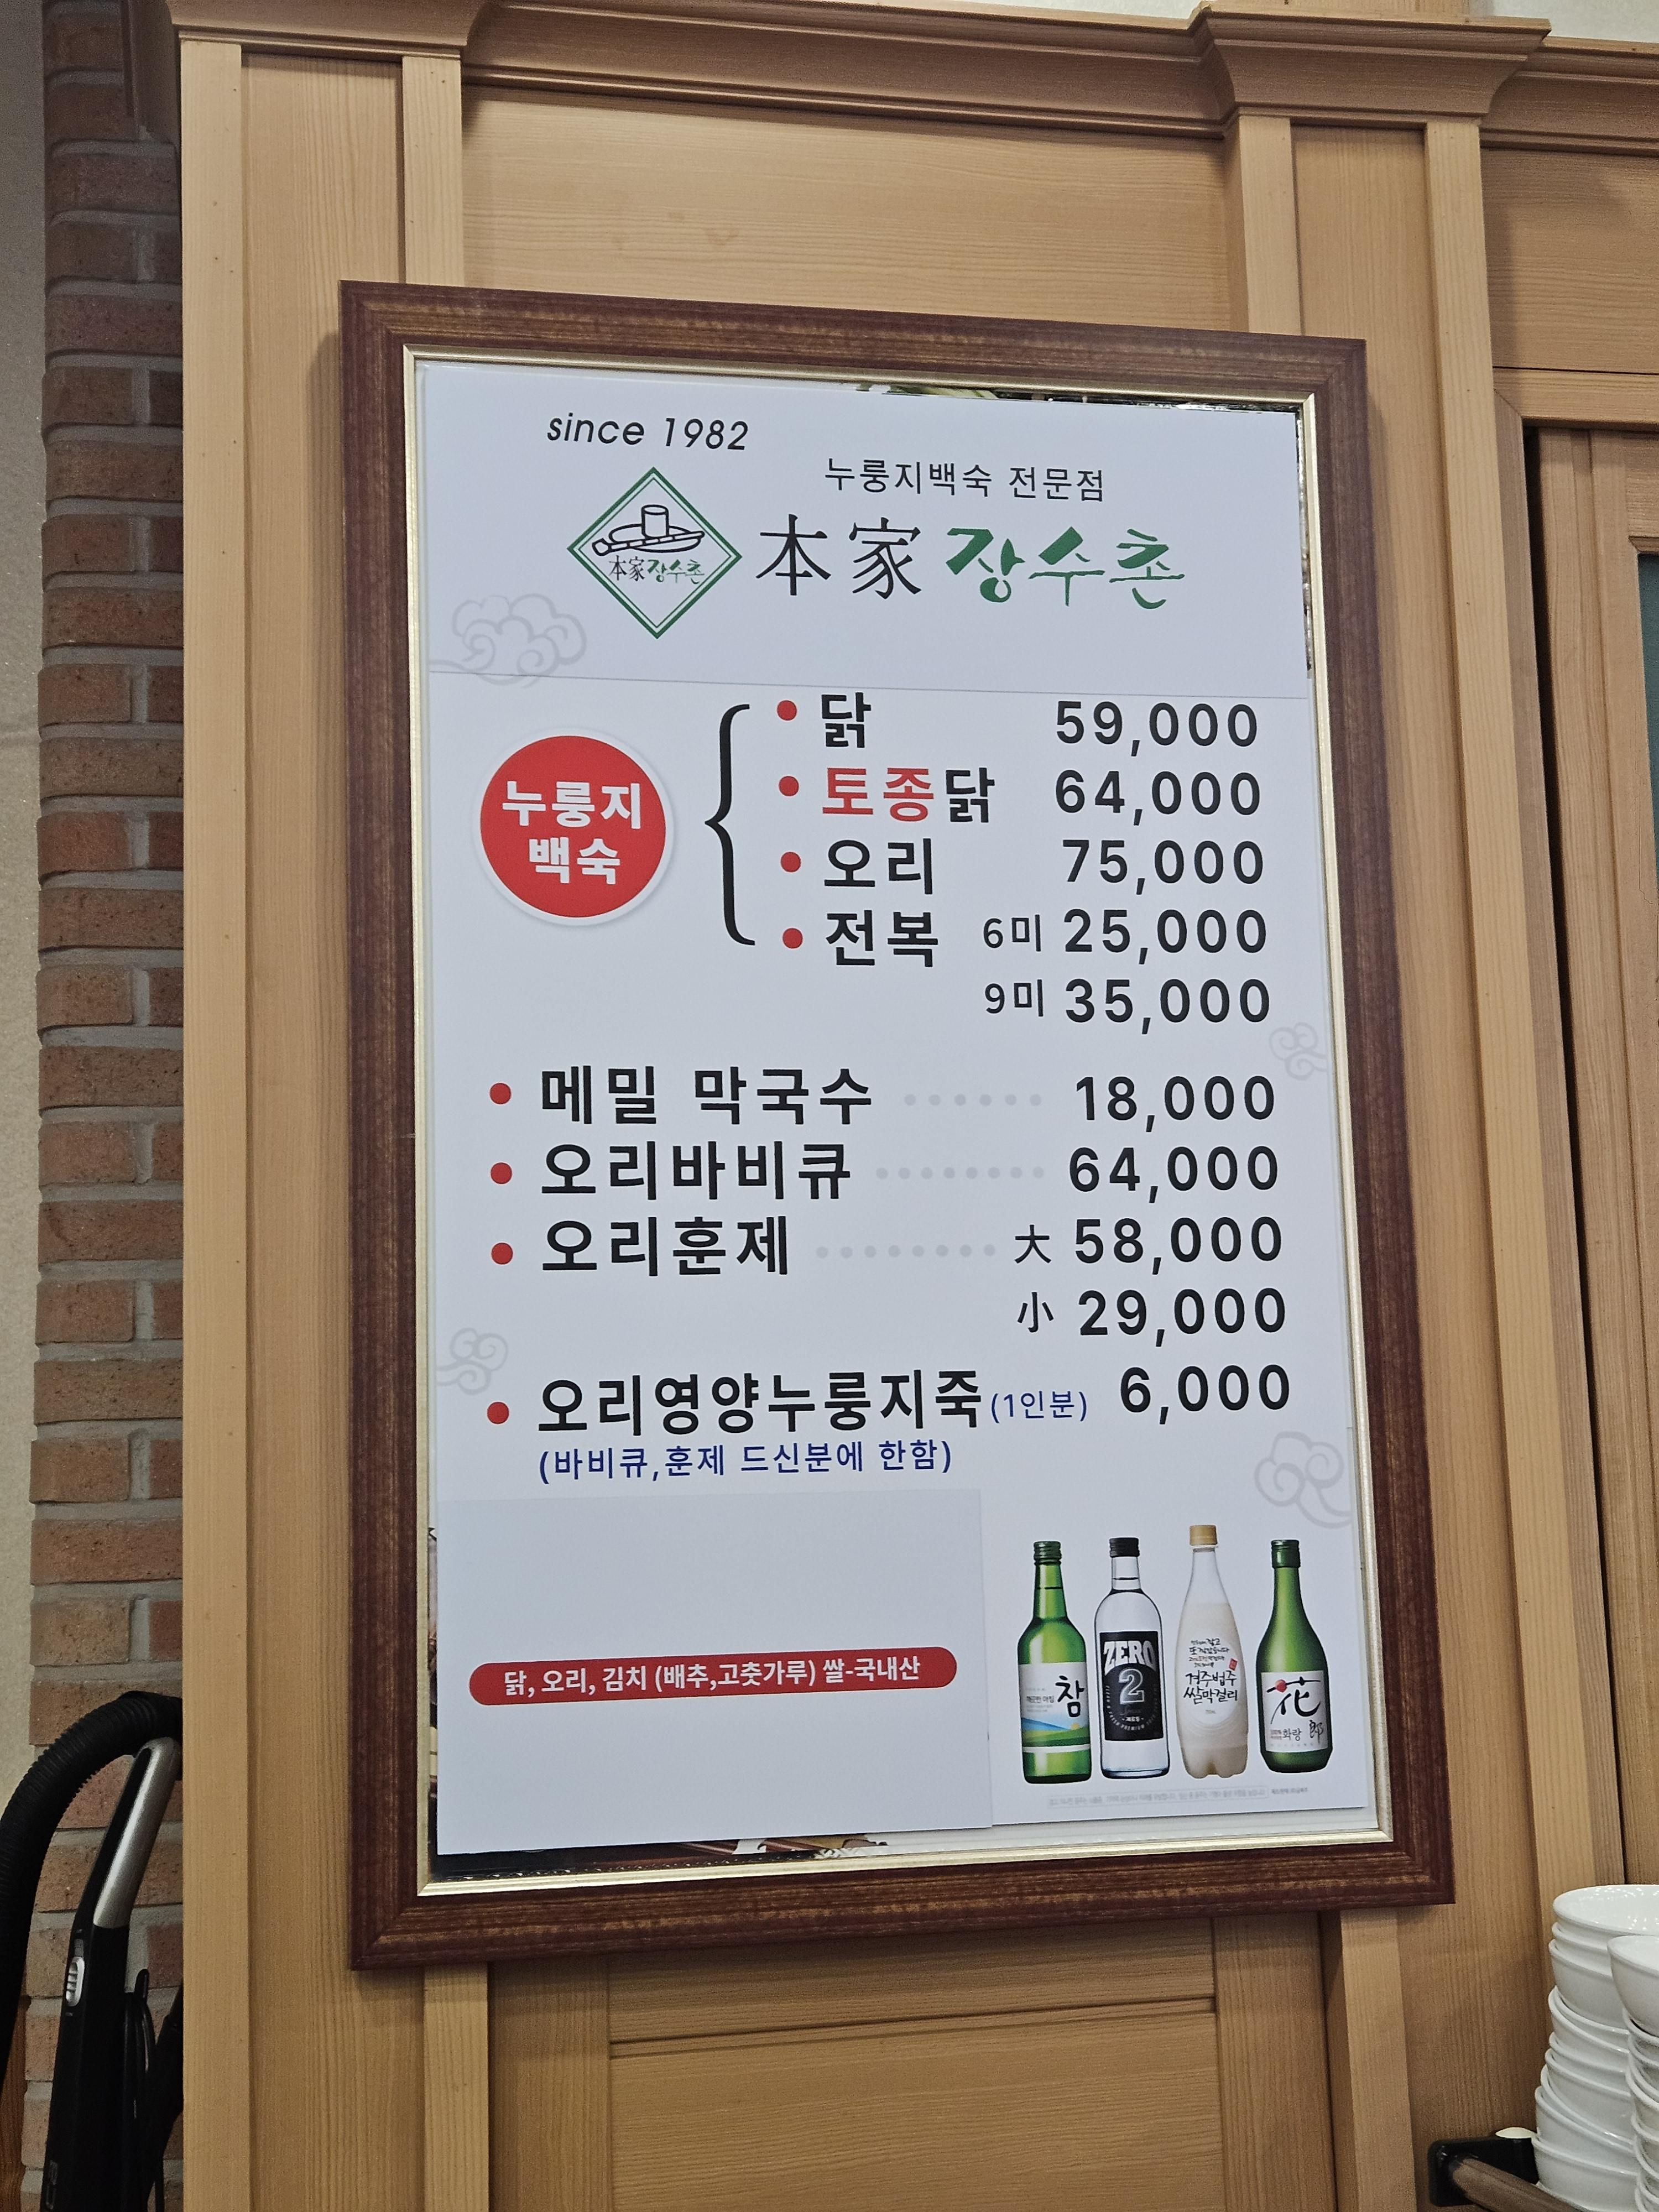 since 1982
누룽지백숙 전문점
本家 장수촌
本家장수촌
누룽지
백숙
• 닭 59,000
• 토종닭 64,000
• 오리 75,000
• 전복 6미 25,000
9미 35,000
• 메밀 막국수 ······ 18,000
• 오리바비큐 ········ 64,000
• 오리훈제 ········ 大 58,000
小 29,000
• 오리영양누룽지죽(1인분) 6,000
(바비큐,훈제 드신분에 한함)
닭, 오리, 김치 (배추,고춧가루) 쌀-국내산
깨끗한 아침
참
ZERO
2
경주법주
쌀막걸리
花
郎
화랑